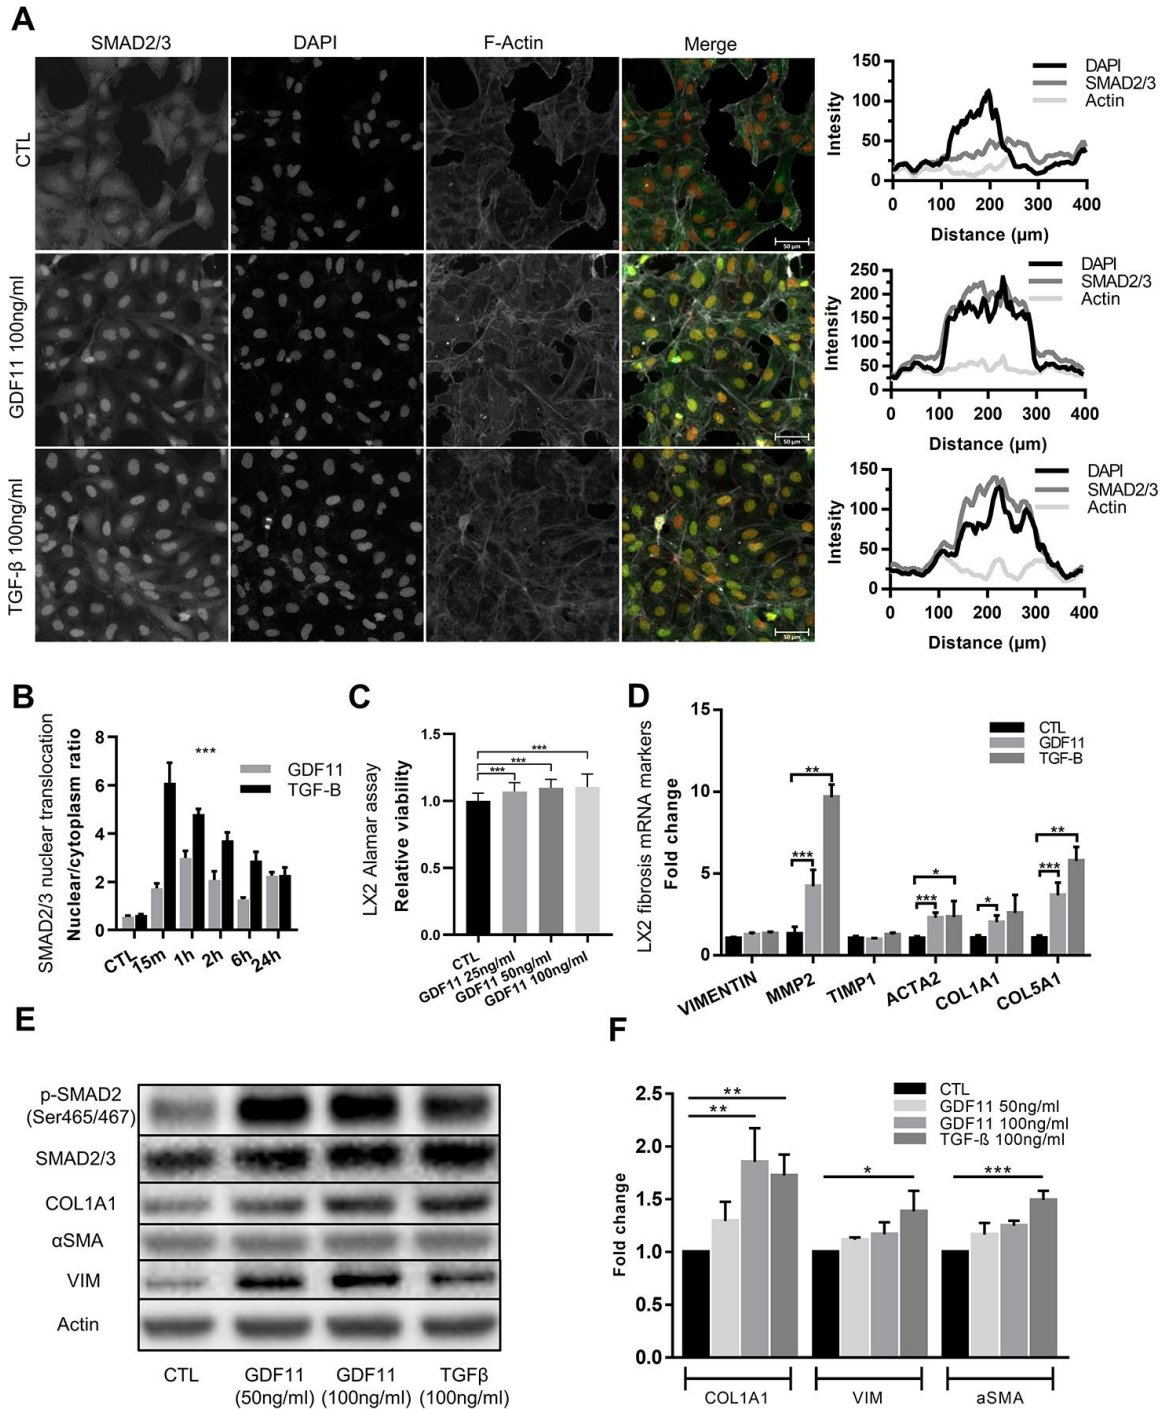 A
SMAD2/3 DAPI F-Actin Merge
CTL
50 µm
150
100
50
0
Intesity
DAPI
SMAD2/3
Actin
0 100 200 300 400
Distance (µm)
GDF11 100ng/ml
50 µm
250
200
150
100
50
0
Intensity
DAPI
SMAD2/3
Actin
0 100 200 300 400
Distance (µm)
TGF-β 100ng/ml
50 µm
150
100
50
0
Intesity
DAPI
SMAD2/3
Actin
0 100 200 300 400
Distance (µm)
B
SMAD2/3 nuclear translocation
Nuclear/cytoplasm ratio
8
6
4
2
0
***
GDF11
TGF-B
CTL 15m 1h 2h 6h 24h
C
LX2 Alamar assay
Relative viability
1.5
1.0
0.5
0.0
***
***
***
CTL
GDF11 25ng/ml
GDF11 50ng/ml
GDF11 100ng/ml
D
LX2 fibrosis mRNA markers
Fold change
15
10
5
0
CTL
GDF11
TGF-B
**
***
*
***
*
**
***
VIMENTIN MMP2 TIMP1 ACTA2 COL1A1 COL5A1
E
p-SMAD2
(Ser465/467)
SMAD2/3
COL1A1
αSMA
VIM
Actin
CTL GDF11 GDF11 TGFβ
(50ng/ml) (100ng/ml) (100ng/ml)
F
Fold change
2.5
2.0
1.5
1.0
0.5
0.0
CTL
GDF11 50ng/ml
GDF11 100ng/ml
TGF-ß 100ng/ml
**
**
*
***
COL1A1 VIM aSMA